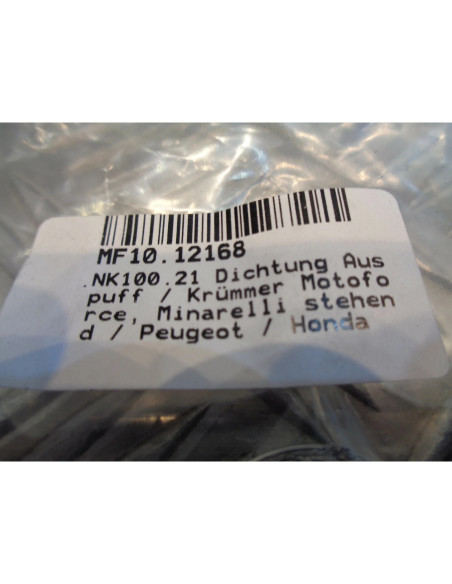 MF10.12168
.NK100.21 Dichtung Aus
puff / Krümmer Motofo
rce, Minarelli stehen
d / Peugeot / Honda